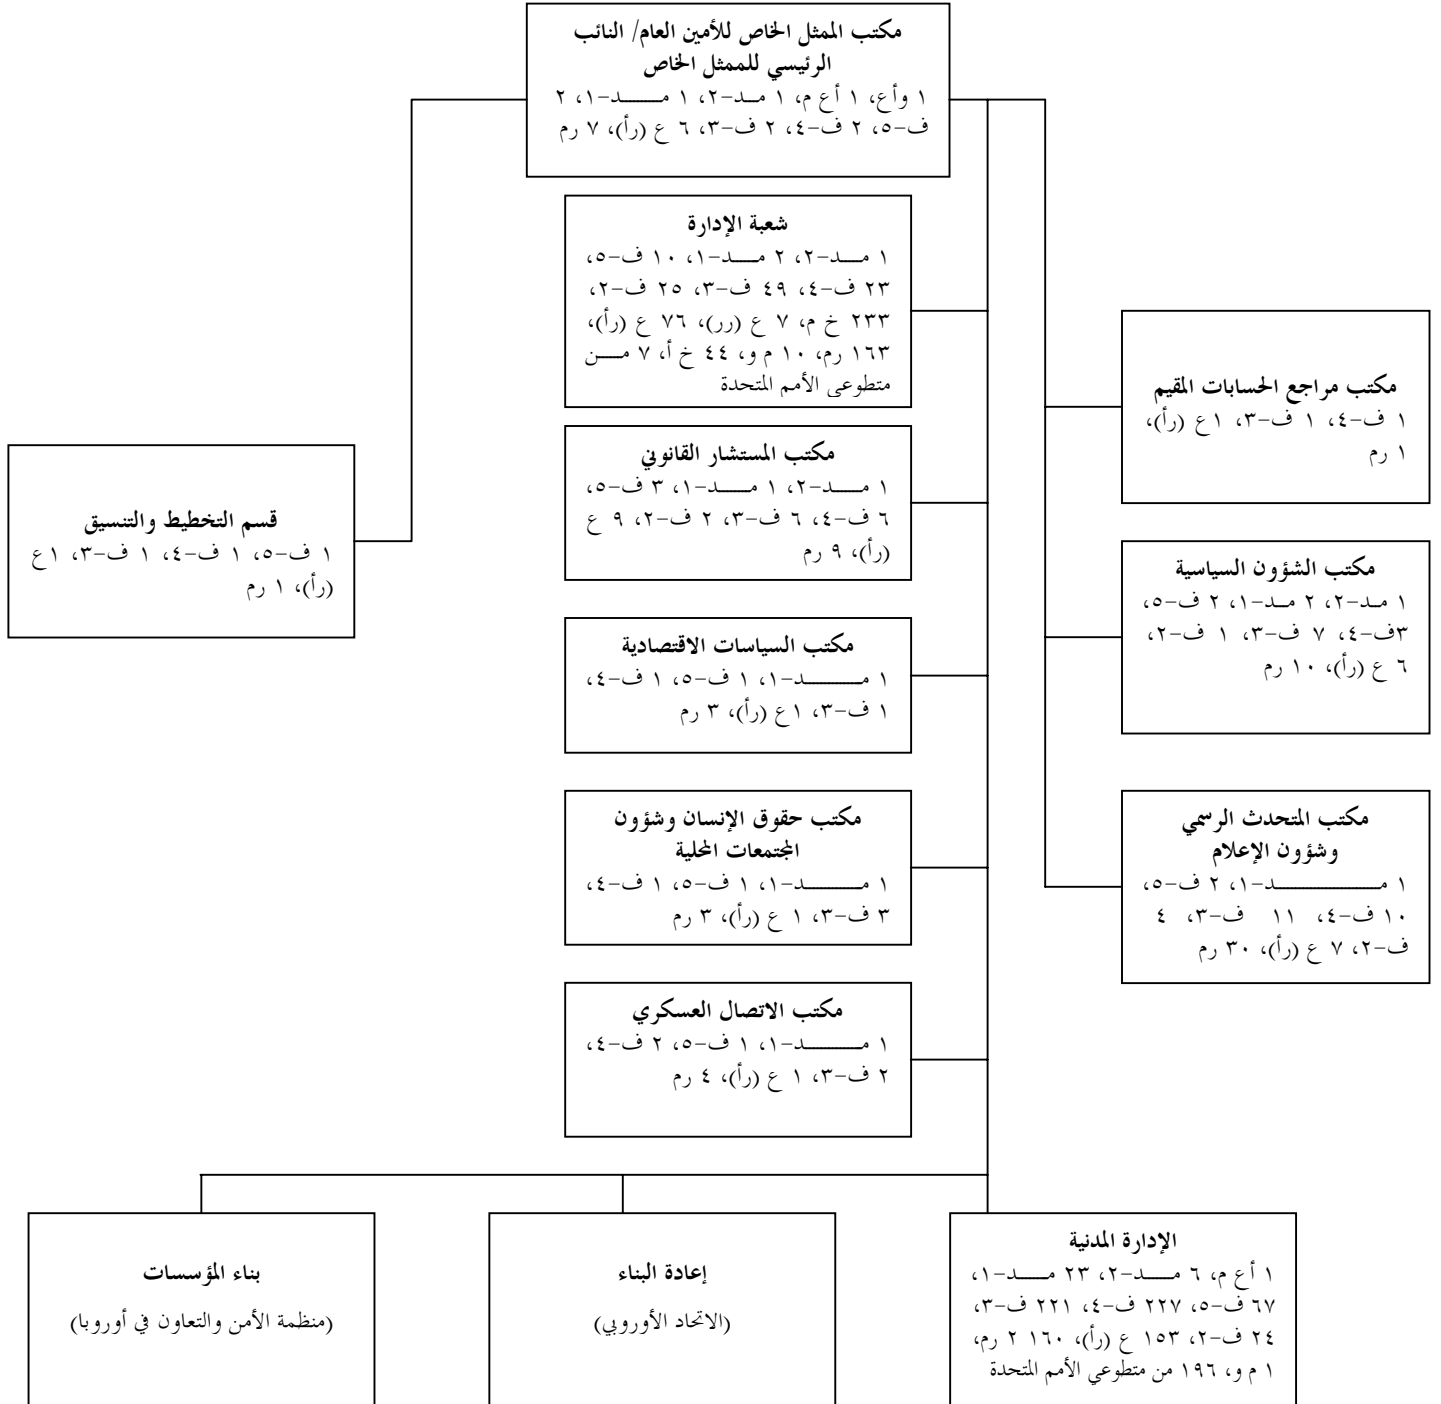 مكتب الممثل الخاص للأمين العام/ النائب
الرئيسي للممثل الخاص
١ وأع، ١ أع م، ١ مد-٢، ١ مد-١، ٢
ف-٥، ٢ ف-٤، ٢ ف-٣، ٦ ع (رأ)، ٧ رم
شعبة الإدارة
١ مد-٢، ٢ مد-١، ١٠ ف-٥،
٢٣ ف-٤، ٤٩ ف-٣، ٢٥ ف-٢،
٢٣٣ خ م، ٧ ع (رر)، ٧٦ ع (رأ)،
١٦٣ رم، ١٠ م و، ٤٤ خ أ، ٧ من
متطوعي الأمم المتحدة
مكتب مراجع الحسابات المقيم
١ ف-٤، ١ ف-٣، ١ع (رأ)،
١ رم
مكتب المستشار القانوني
١ مد-٢، ١ مد-١، ٣ ف-٥،
٦ ف-٤، ٦ ف-٣، ٢ ف-٢، ٩ ع
(رأ)، ٩ رم
قسم التخطيط والتنسيق
١ ف-٥، ١ ف-٤، ١ ف-٣، ١ع
(رأ)، ١ رم
مكتب الشؤون السياسية
١ مد-٢، ٢ مد-١، ٢ ف-٥،
٣ف-٤، ٧ ف-٣، ١ ف-٢،
٦ ع (رأ)، ١٠ رم
مكتب السياسات الاقتصادية
١ مد-١، ١ ف-٥، ١ ف-٤،
١ ف-٣، ١ع (رأ)، ٣ رم
مكتب حقوق الإنسان وشؤون
المجتمعات المحلية
١ مد-١، ١ ف-٥، ١ ف-٤،
٣ ف-٣، ١ ع (رأ)، ٣ رم
مكتب المتحدث الرسمي
وشؤون الإعلام
١ مد-١، ٢ ف-٥،
١٠ ف-٤، ١١ ف-٣، ٤
ف-٢، ٧ ع (رأ)، ٣٠ رم
مكتب الاتصال العسكري
١ مد-١، ١ ف-٥، ٢ ف-٤،
٢ ف-٣، ١ ع (رأ)، ٤ رم
الإدارة المدنية
١ أع م، ٦ مد-٢، ٢٣ مد-١،
٦٧ ف-٥، ٢٢٧ ف-٤، ٢٢١ ف-٣،
٢٤ ف-٢، ١٥٣ ع (رأ)، ١٦٠ ٢ رم،
١ م و، ١٩٦ من متطوعي الأمم المتحدة
إعادة البناء
(الاتحاد الأوروبي)
بناء المؤسسات
(منظمة الأمن والتعاون في أوروبا)